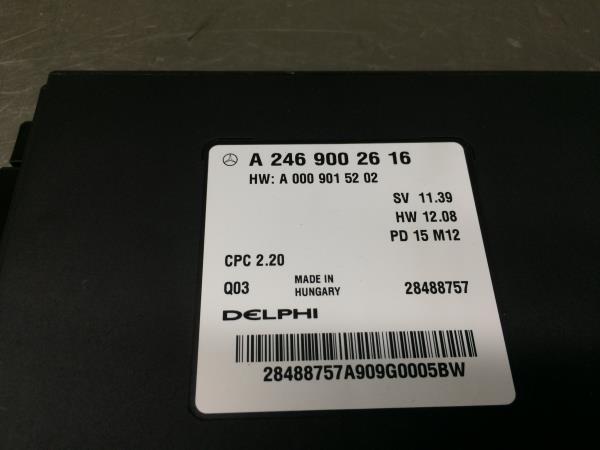 A 246 900 26 16
HW: A 000 901 52 02
SV 11.39
HW 12.08
PD 15 M12
CPC 2.20
Q03 MADE IN HUNGARY 28488757
DELPHI
28488757A909G0005BW